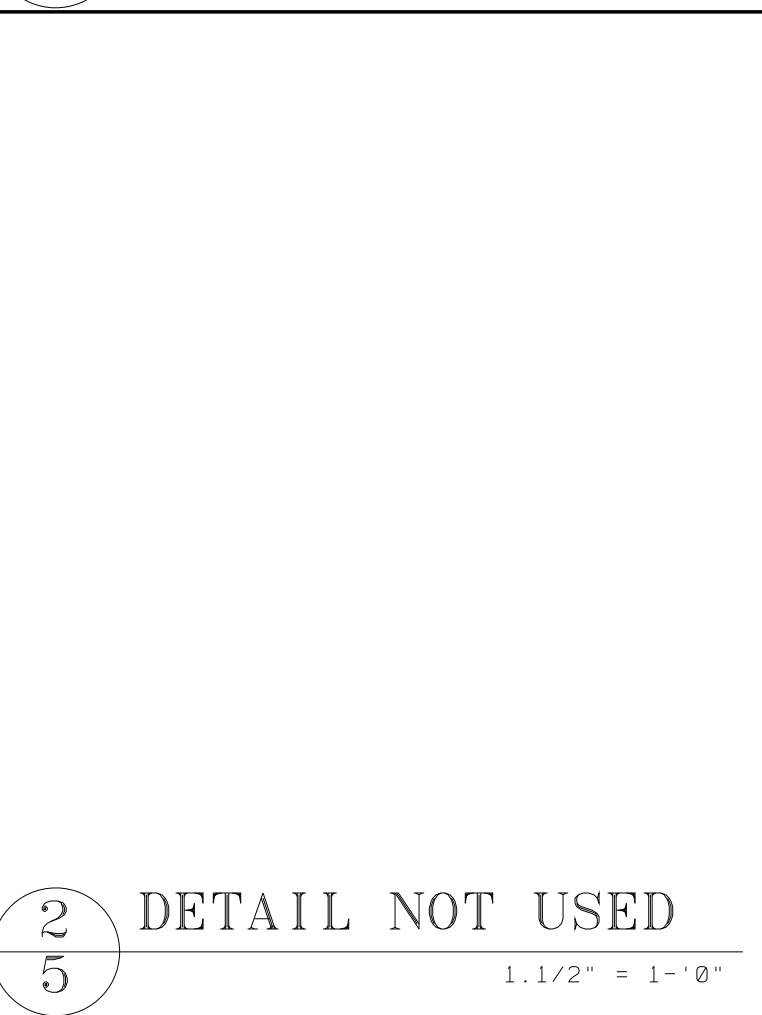 2
DETAIL NOT USED
5
1.1/2" = 1-'0"